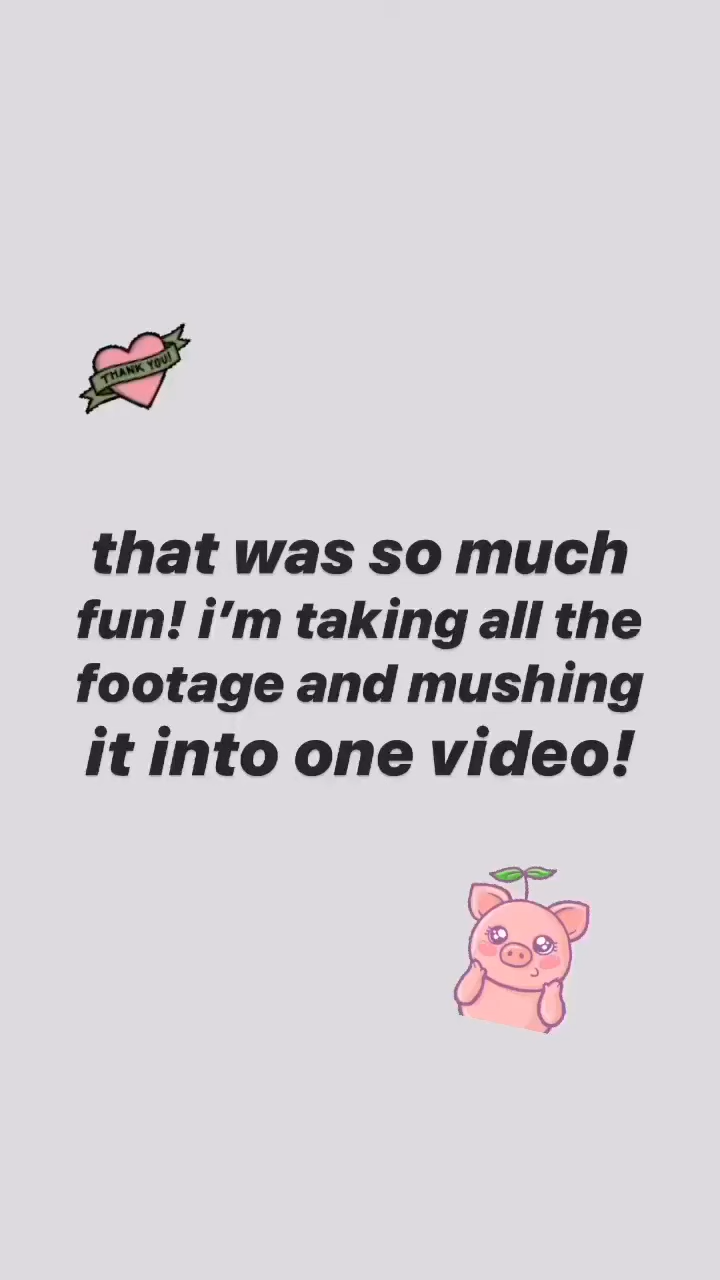 THANK YOU!
that was so much
fun! i’m taking all the
footage and mushing
it into one video!